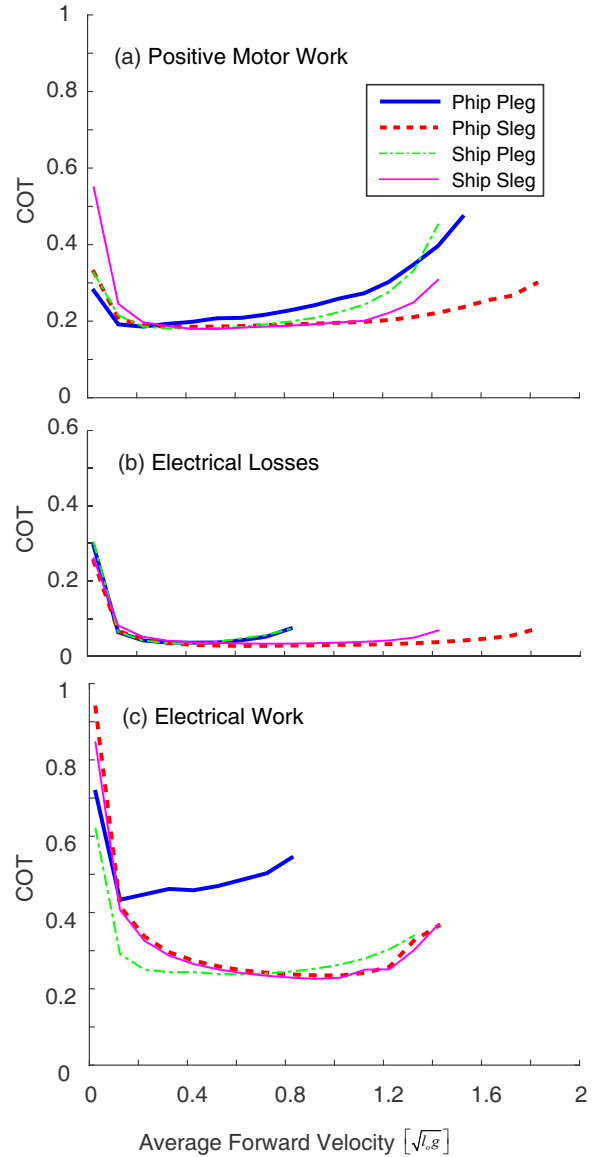 1
(a) Positive Motor Work
0.8
Phip Pleg
Phip Sleg
Ship Pleg
Ship Sleg
0.6
COT
0.4
0.2
0
0.6
(b) Electrical Losses
0.4
COT
0.2
0
1
(c) Electrical Work
0.8
0.6
COT
0.4
0.2
0
0 0.4 0.8 1.2 1.6 2
Average Forward Velocity [√l₀g]